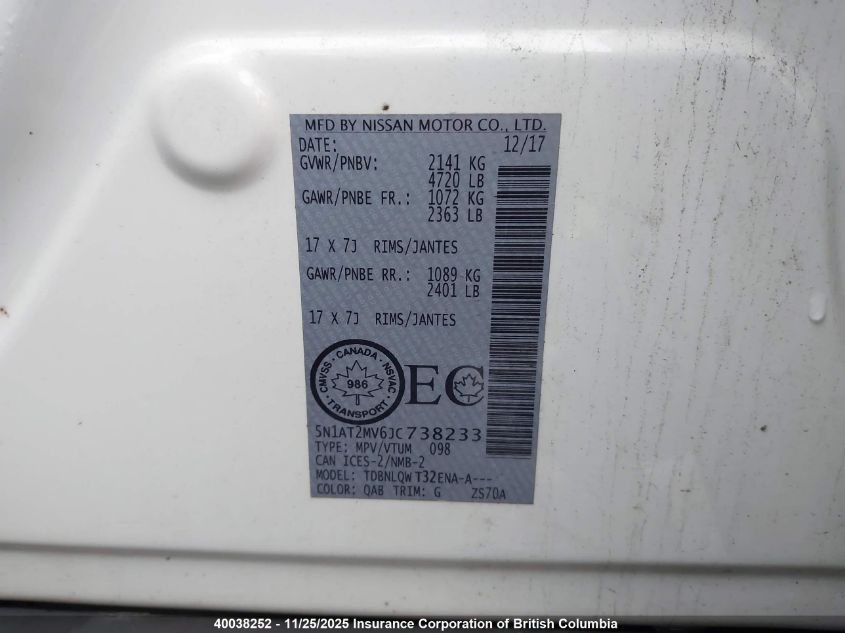 MFD BY NISSAN MOTOR CO., LTD.
DATE: 12/17
GVWR/PNBV: 2141 KG
4720 LB
GAWR/PNBE FR.: 1072 KG
2363 LB
17 X 7J RIMS/JANTES
GAWR/PNBE RR.: 1089 KG
2401 LB
17 X 7J RIMS/JANTES
CANADA
CMVSS
NSVAC
986
TRANSPORT
EC
5N1AT2MV6JC738233
TYPE: MPV/VTUM 098
CAN ICES-2/NMB-2
MODEL: TDBNLQWT32ENA-A---
COLOR: QAB TRIM: G ZS70A
40038252 - 11/25/2025 Insurance Corporation of British Columbia